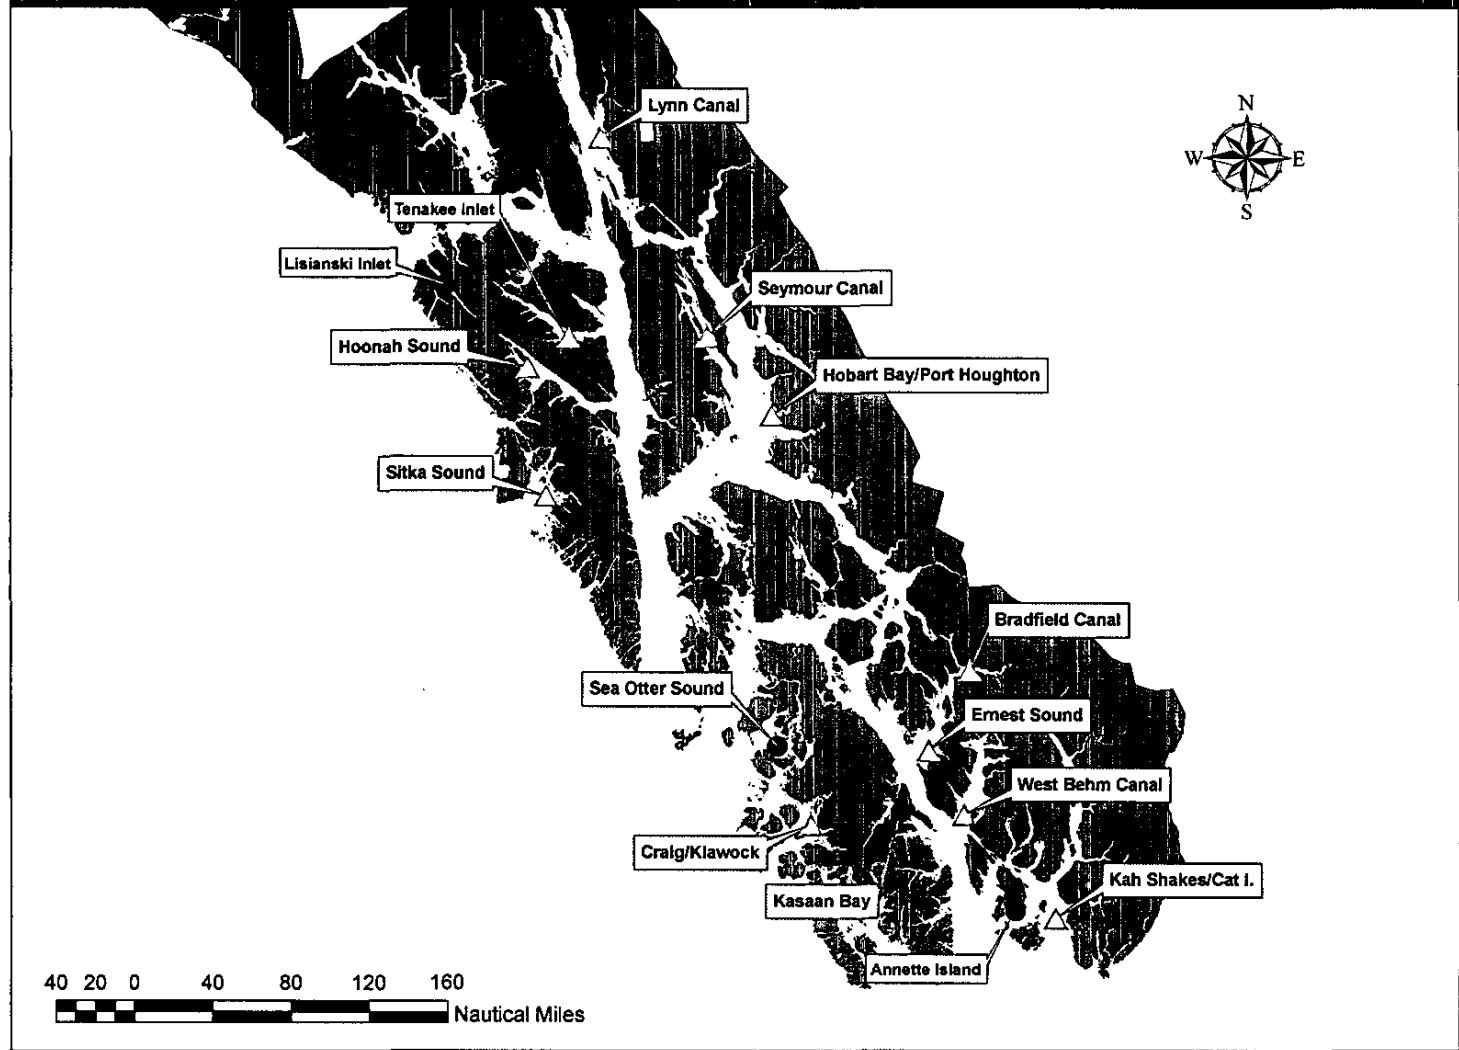 Lynn Canal
N
W E
S
Tenakee Inlet
Lisianski Inlet
Seymour Canal
Hoonah Sound
Hobart Bay/Port Houghton
Sitka Sound
Bradfield Canal
Sea Otter Sound
Ernest Sound
West Behm Canal
Craig/Klawock
Kah Shakes/Cat I.
Kasaan Bay
Annette Island
40 20 0 40 80 120 160
Nautical Miles